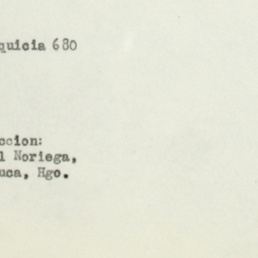 quicia 680
ccion:
l Noriega,
uca, Hgo.